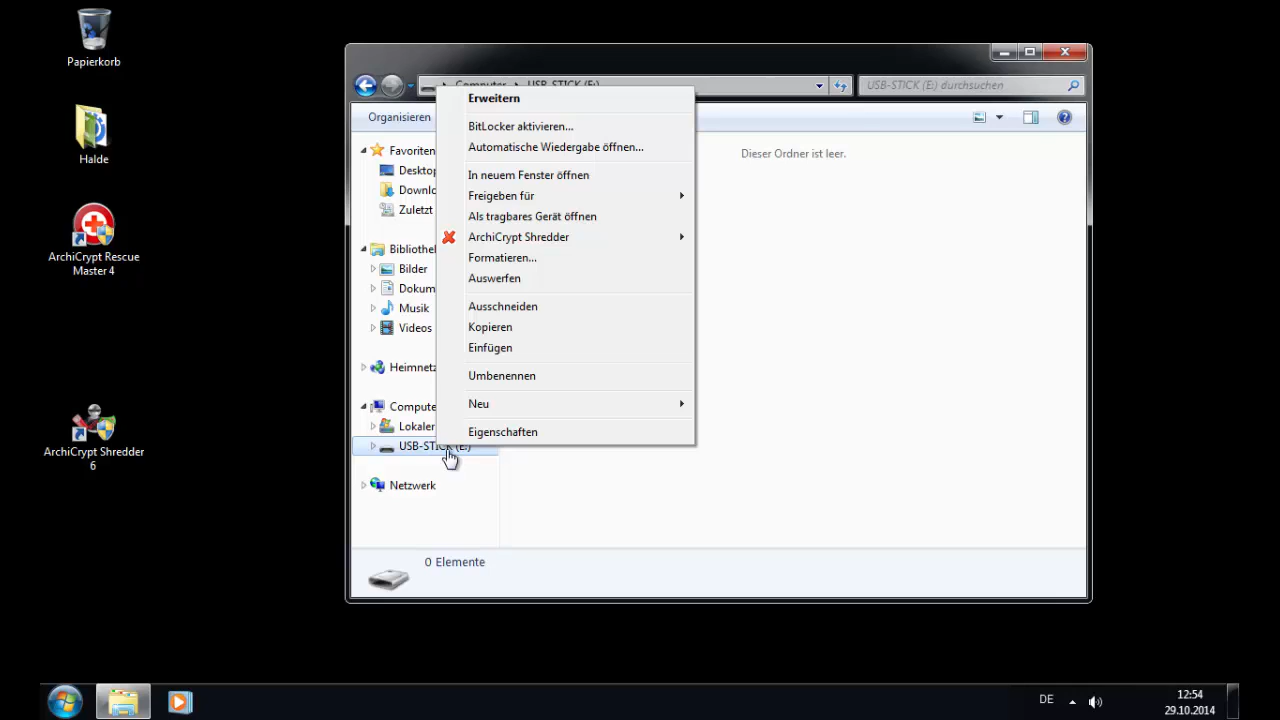 Papierkorb
Halde
ArchiCrypt Rescue
Master 4
ArchiCrypt Shredder
6
Computer USB-STICK (E:)
USB-STICK (E:) durchsuchen
Organisieren
Favoriten
Desktop
Downlo
Zuletzt
Bibliothek
Bilder
Dokum
Musik
Videos
Heimnetz
Compute
Lokaler
USB-STICK (E:)
Netzwerk
Erweitern
BitLocker aktivieren...
Automatische Wiedergabe öffnen...
In neuem Fenster öffnen
Freigeben für
Als tragbares Gerät öffnen
ArchiCrypt Shredder
Formatieren...
Auswerfen
Ausschneiden
Kopieren
Einfügen
Umbenennen
Neu
Eigenschaften
Dieser Ordner ist leer.
0 Elemente
DE
12:54
29.10.2014